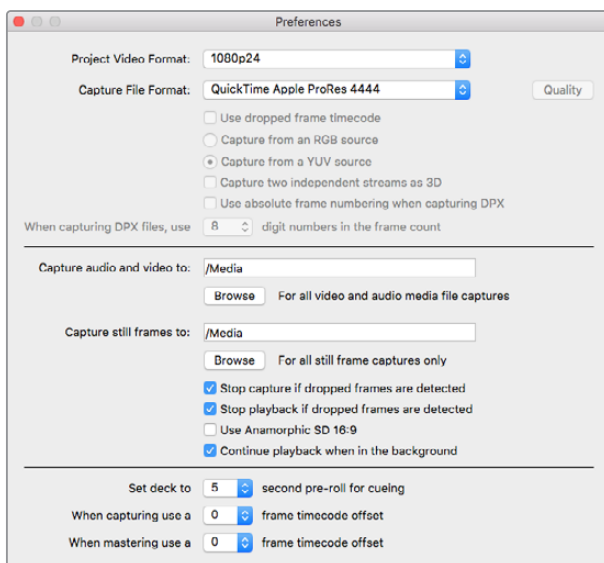 Preferences
Project Video Format: 1080p24
Capture File Format: QuickTime Apple ProRes 4444 Quality
Use dropped frame timecode
Capture from an RGB source
Capture from a YUV source
Capture two independent streams as 3D
Use absolute frame numbering when capturing DPX
When capturing DPX files, use 8 digit numbers in the frame count
Capture audio and video to: /Media
Browse For all video and audio media file captures
Capture still frames to: /Media
Browse For all still frame captures only
Stop capture if dropped frames are detected
Stop playback if dropped frames are detected
Use Anamorphic SD 16:9
Continue playback when in the background
Set deck to 5 second pre-roll for cueing
When capturing use a 0 frame timecode offset
When mastering use a 0 frame timecode offset